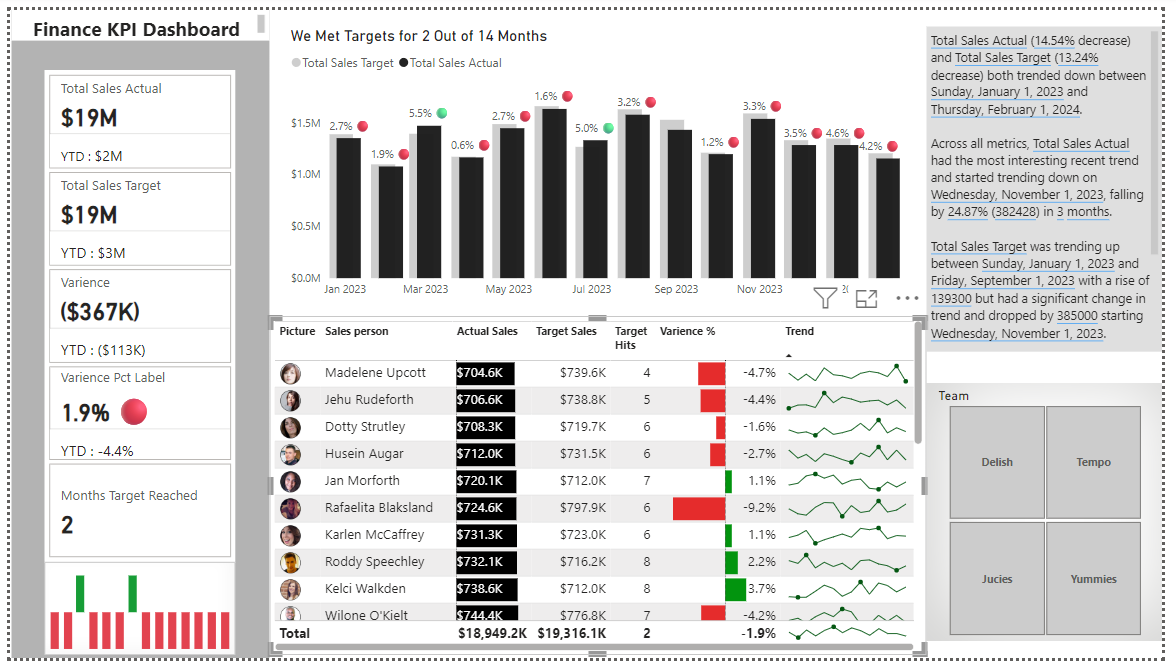 Finance KPI Dashboard
Total Sales Actual
$19M
YTD : $2M
Total Sales Target
$19M
YTD : $3M
Varience
($367K)
YTD : ($113K)
Varience Pct Label
1.9%
YTD : -4.4%
Months Target Reached
2
We Met Targets for 2 Out of 14 Months
Total Sales Target Total Sales Actual
$1.5M
$1.0M
$0.5M
$0.0M
2.7%
1.9%
5.5%
0.6%
2.7%
1.6%
5.0%
3.2%
1.2%
3.3%
3.5%
4.6%
4.2%
Jan 2023 Mar 2023 May 2023 Jul 2023 Sep 2023 Nov 2023
Picture Sales person Actual Sales Target Sales Target Varience % Trend
Hits
Madelene Upcott $704.6K $739.6K 4 -4.7%
Jehu Rudeforth $706.6K $738.8K 5 -4.4%
Dotty Strutley $708.3K $719.7K 6 -1.6%
Husein Augar $712.0K $731.5K 6 -2.7%
Jan Morforth $720.1K $712.0K 7 1.1%
Rafaelita Blaksland $724.6K $797.9K 6 -9.2%
Karlen McCaffrey $731.3K $723.0K 6 1.1%
Roddy Speechley $732.1K $716.2K 8 2.2%
Kelci Walkden $738.6K $712.0K 8 3.7%
Wilone O'Kielt $744.4K $776.8K 7 -4.2%
Total $18,949.2K $19,316.1K 2 -1.9%
Total Sales Actual (14.54% decrease)
and Total Sales Target (13.24%
decrease) both trended down between
Sunday, January 1, 2023 and
Thursday, February 1, 2024.
Across all metrics, Total Sales Actual
had the most interesting recent trend
and started trending down on
Wednesday, November 1, 2023, falling
by 24.87% (382428) in 3 months.
Total Sales Target was trending up
between Sunday, January 1, 2023 and
Friday, September 1, 2023 with a rise of
139300 but had a significant change in
trend and dropped by 385000 starting
Wednesday, November 1, 2023.
Team
Delish Tempo
Jucies Yummies